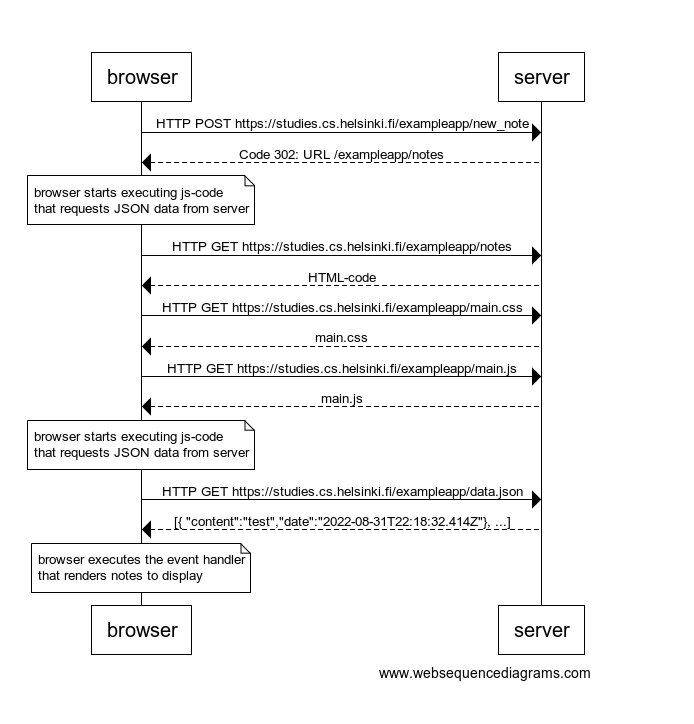 browser server
HTTP POST https://studies.cs.helsinki.fi/exampleapp/new_note
Code 302: URL /exampleapp/notes
browser starts executing js-code
that requests JSON data from server
HTTP GET https://studies.cs.helsinki.fi/exampleapp/notes
HTML-code
HTTP GET https://studies.cs.helsinki.fi/exampleapp/main.css
main.css
HTTP GET https://studies.cs.helsinki.fi/exampleapp/main.js
main.js
browser starts executing js-code
that requests JSON data from server
HTTP GET https://studies.cs.helsinki.fi/exampleapp/data.json
[{ "content":"test","date":"2022-08-31T22:18:32.414Z"}, ...]
browser executes the event handler
that renders notes to display
browser server
www.websequencediagrams.com